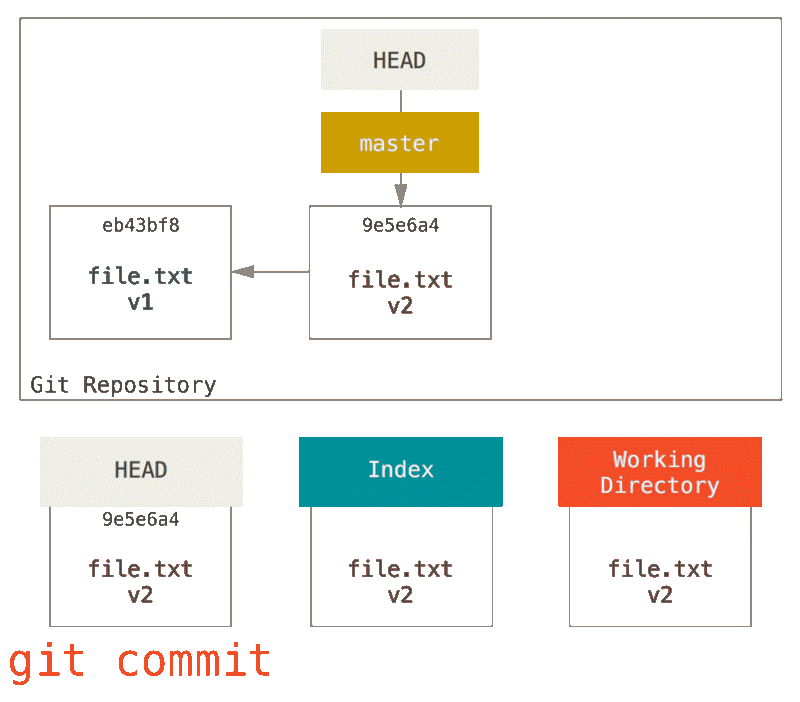 HEAD
master
eb43bf8
file.txt
v1
9e5e6a4
file.txt
v2
Git Repository
HEAD
9e5e6a4
file.txt
v2
Index
file.txt
v2
Working
Directory
file.txt
v2
git commit